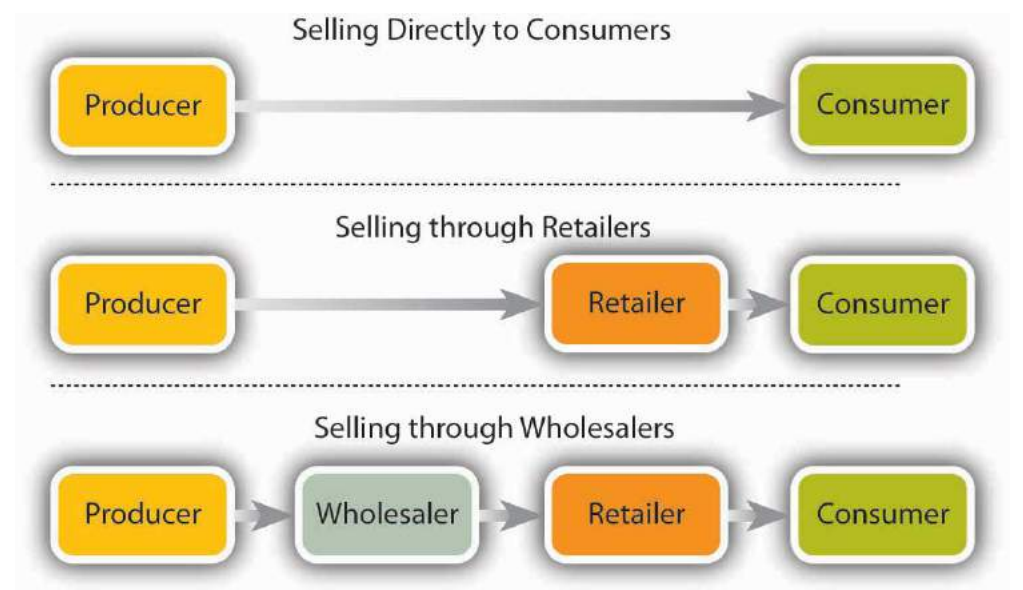 Selling Directly to Consumers
Producer Consumer
Selling through Retailers
Producer Retailer Consumer
Selling through Wholesalers
Producer Wholesaler Retailer Consumer